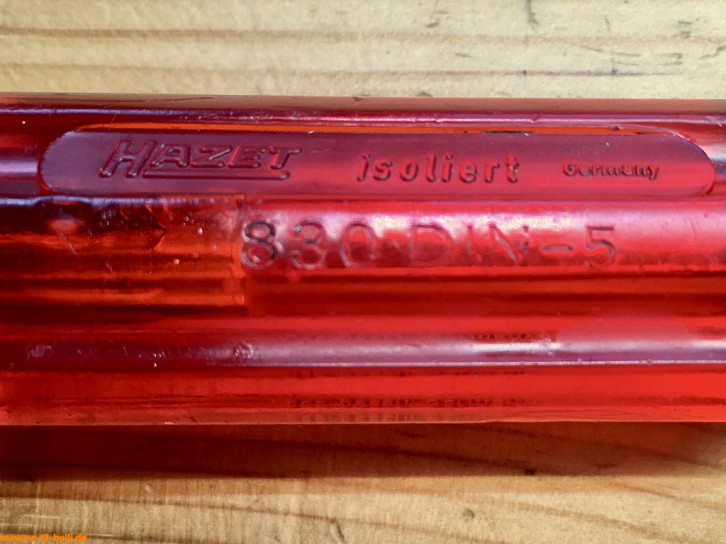 HAZET isoliert Germany
830 DIN-5